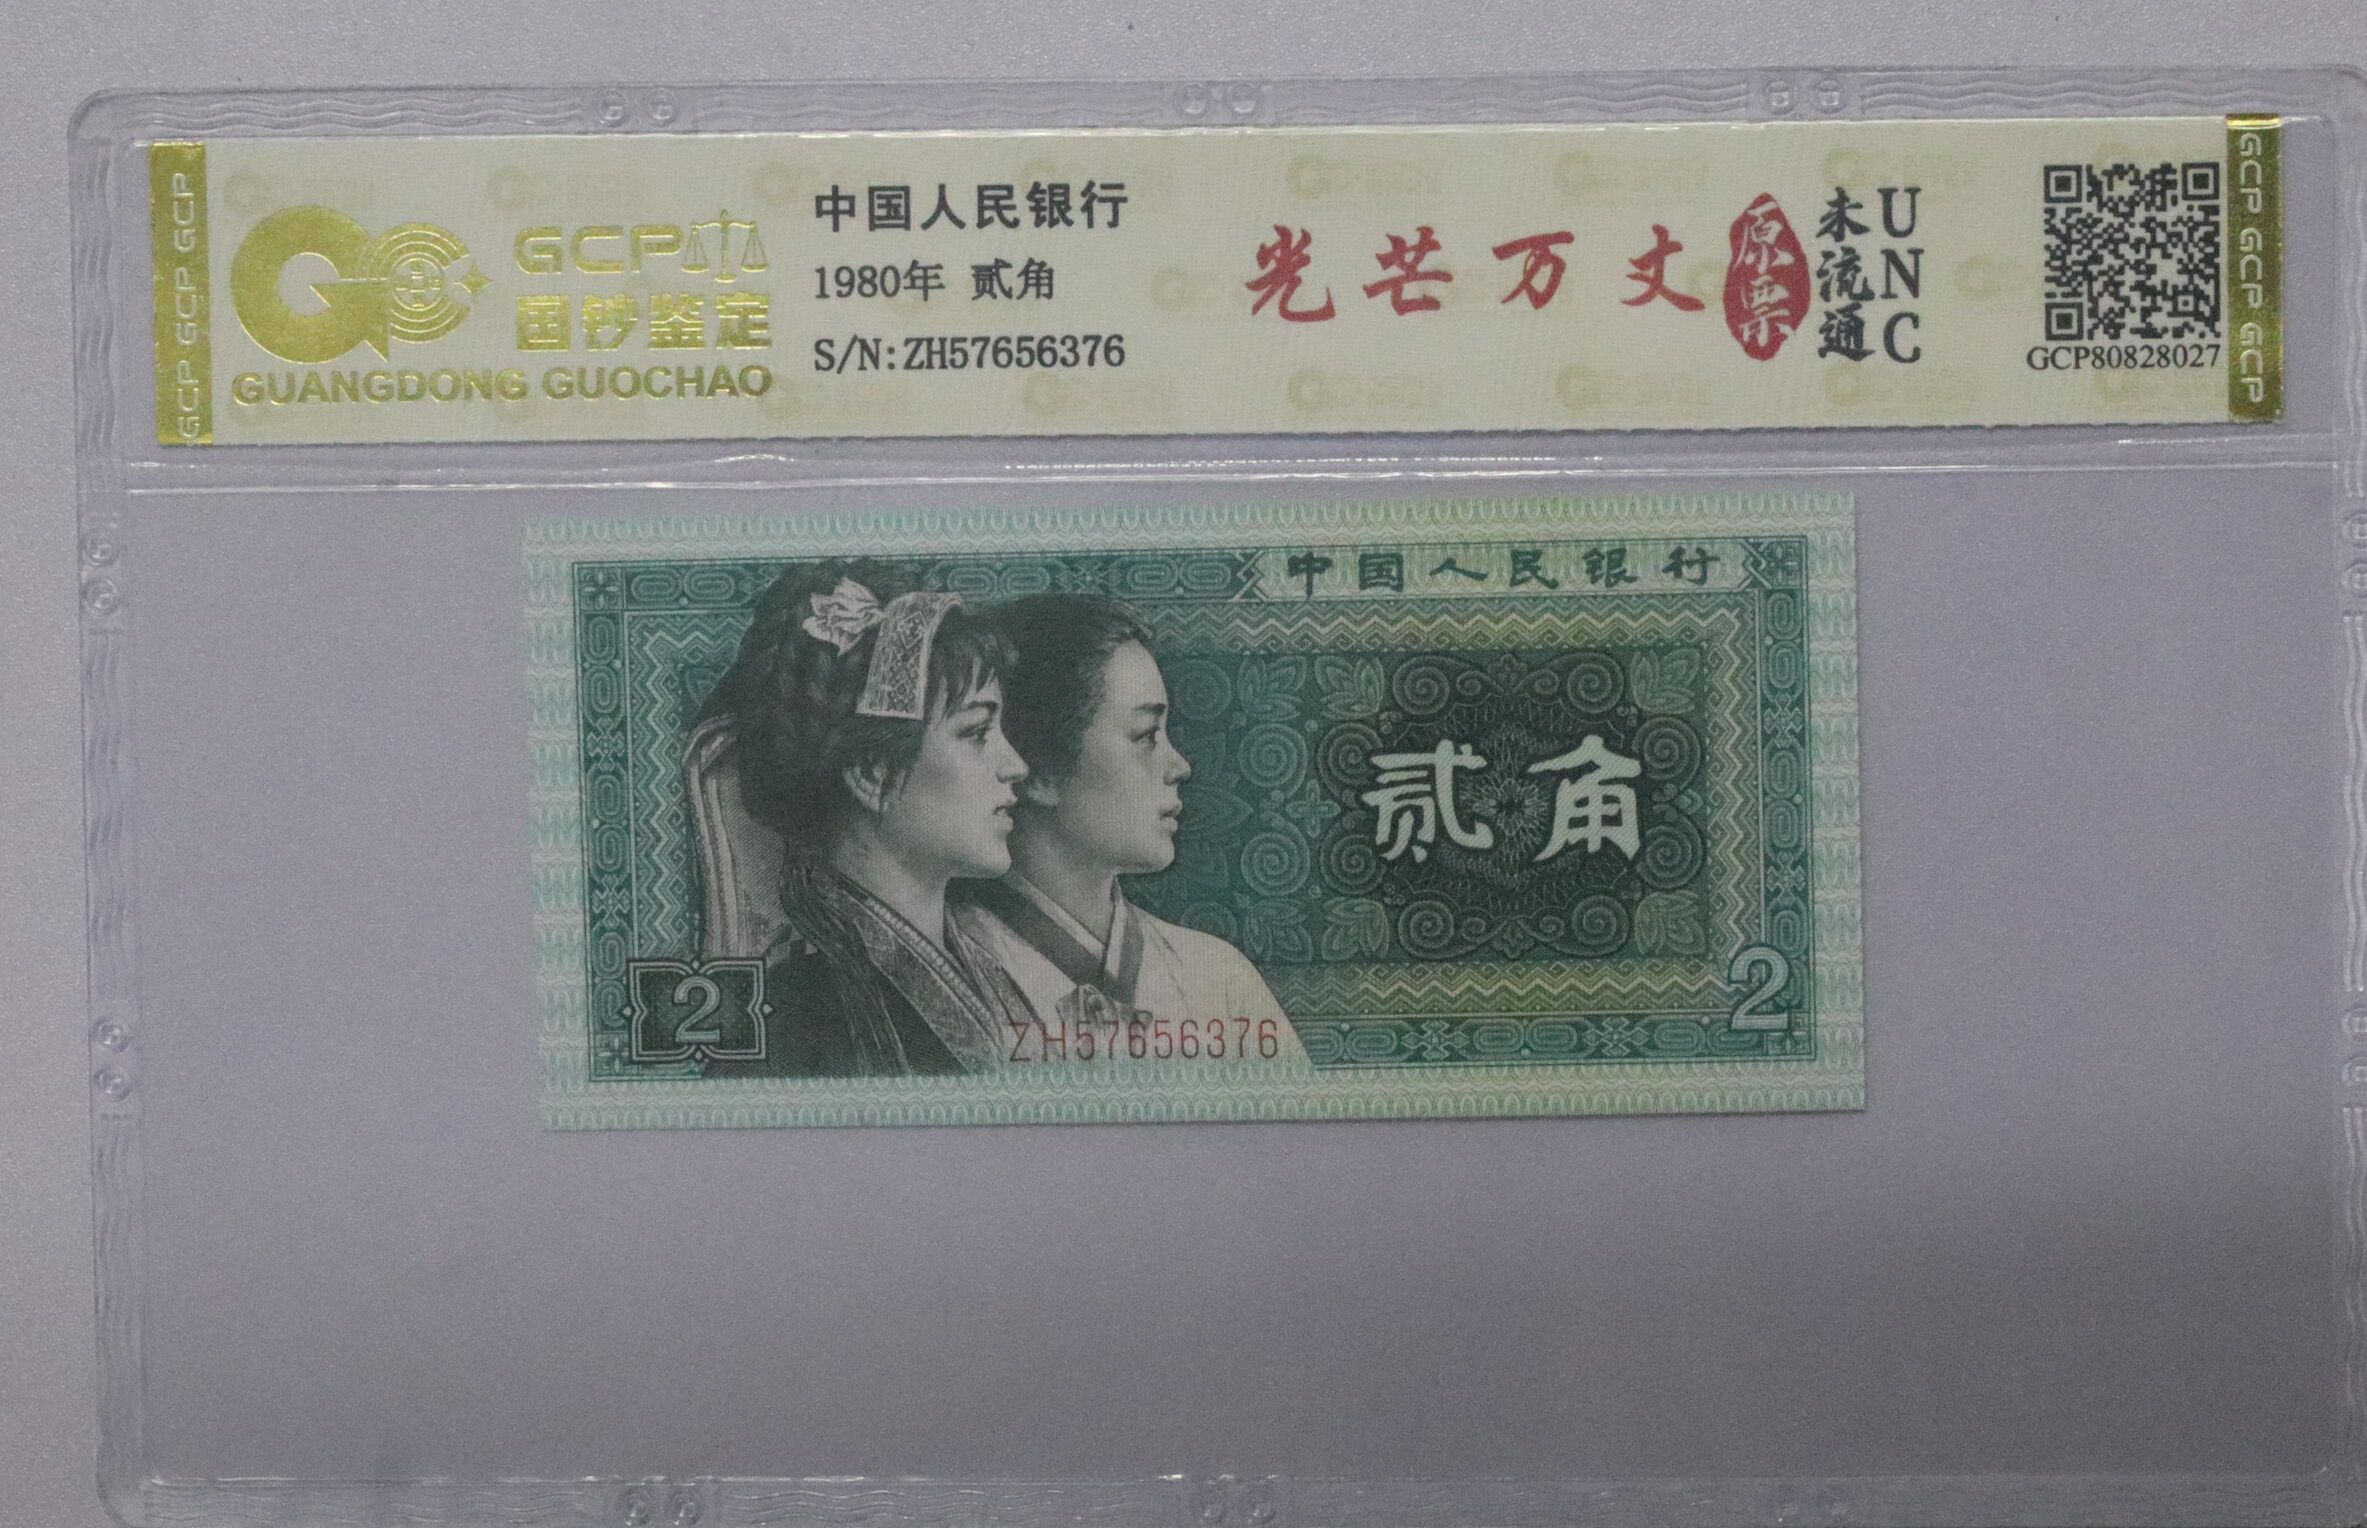 GCP GCP GCP
GCP
国钞鉴定
GUANGDONG GUOCHAO
中国人民银行
1980年 贰角
S/N:ZH57656376
光芒万丈
原票
未流通
UNC
GCP80828027
GCP GCP GCP GCP
中国人民银行
贰角
2
ZH57656376
2